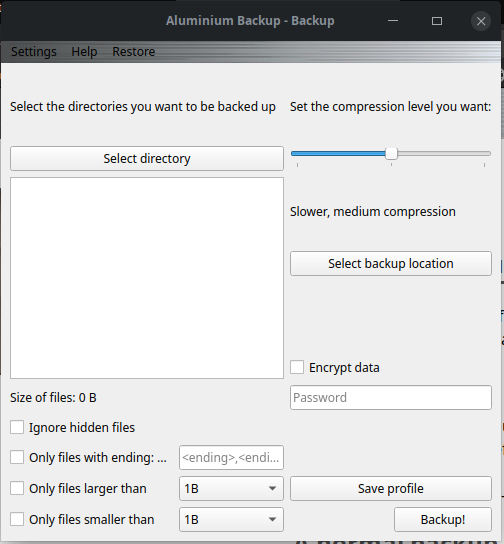 Aluminium Backup - Backup
Settings Help Restore
Select the directories you want to be backed up
Set the compression level you want:
Select directory
Slower, medium compression
Select backup location
Encrypt data
Size of files: 0 B
Password
Ignore hidden files
Only files with ending: ... <ending>,<endi...
Only files larger than 1B
Save profile
Only files smaller than 1B
Backup!